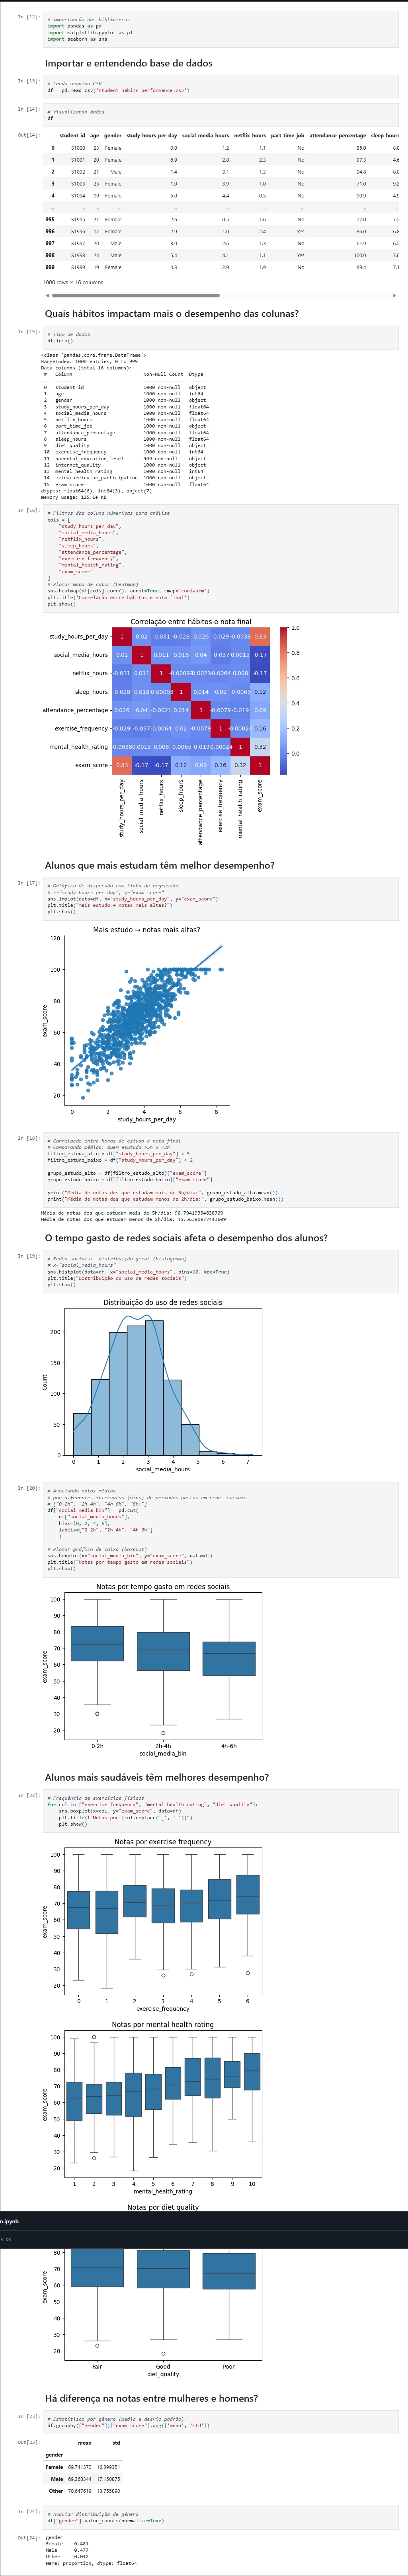 In [12]:
# Importanção das bibliotecas
import pandas as pd
import matplotlib.pyplot as plt
import seaborn as sns
Importar e entendendo base de dados
In [13]:
# Lendo arquivo CSV
df = pd.read_csv('student_habits_performance.csv')
In [14]:
# Visualizando dados
df
Out[14]:
student_id age gender study_hours_per_day social_media_hours netflix_hours part_time_job attendance_percentage sleep_hours
0 S1000 23 Female 0.0 1.2 1.1 No 85.0
1 S1001 20 Female 6.9 2.8 2.3 No 97.3
2 S1002 21 Male 1.4 3.1 1.3 No 94.8
3 S1003 23 Female 1.0 3.9 1.0 No 71.0
4 S1004 19 Female 5.0 4.4 0.5 No 90.9
... ... ... ... ... ... ... ... ...
995 S1995 21 Female 2.6 0.5 1.6 No 77.0
996 S1996 17 Female 2.9 1.0 2.4 Yes 86.0
997 S1997 20 Male 3.0 2.6 1.3 No 61.9
998 S1998 24 Male 5.4 4.1 1.1 Yes 100.0
999 S1999 19 Female 4.3 2.9 1.9 No 89.4
1000 rows × 16 columns
Quais hábitos impactam mais o desempenho das colunas?
In [15]:
# Tipo de dados
df.info()
<class 'pandas.core.frame.DataFrame'>
RangeIndex: 1000 entries, 0 to 999
Data columns (total 16 columns):
# Column Non-Null Count Dtype
--- ------ -------------- -----
0 student_id 1000 non-null object
1 age 1000 non-null int64
2 gender 1000 non-null object
3 study_hours_per_day 1000 non-null float64
4 social_media_hours 1000 non-null float64
5 netflix_hours 1000 non-null float64
6 part_time_job 1000 non-null object
7 attendance_percentage 1000 non-null float64
8 sleep_hours 1000 non-null float64
9 diet_quality 1000 non-null object
10 exercise_frequency 1000 non-null int64
11 parental_education_level 909 non-null object
12 internet_quality 1000 non-null object
13 mental_health_rating 1000 non-null int64
14 extracurricular_participation 1000 non-null object
15 exam_score 1000 non-null float64
dtypes: float64(6), int64(3), object(7)
memory usage: 125.1+ KB
In [16]:
# Filtros das coluna númericas para análise
cols = [
"study_hours_per_day",
"social_media_hours",
"netflix_hours",
"sleep_hours",
"attendance_percentage",
"exercise_frequency",
"mental_health_rating",
"exam_score"
]
# Plotar mapa de calor (heatmap)
sns.heatmap(df[cols].corr(), annot=True, cmap='coolwarm')
plt.title('Correlação entre hábitos e nota final')
plt.show()
Correlação entre hábitos e nota final
study_hours_per_day 1 0.02 -0.031 -0.028 0.026 -0.029 -0.0038 0.83
social_media_hours 0.02 1 0.011 0.018 0.04 -0.037 0.0015 -0.17
netflix_hours -0.031 0.011 1 -0.0021 -0.0064 0.008 -0.17
sleep_hours -0.028 0.018 1 0.014 0.02 -0.0065 0.12
attendance_percentage 0.026 0.04 -0.0021 0.014 1 -0.0079 -0.019 0.09
exercise_frequency -0.029 -0.037 -0.0064 0.02 -0.0079 1 -0.00024 0.16
mental_health_rating -0.0038 0.0015 0.008 -0.0065 -0.019 -0.00024 1 0.32
exam_score 0.83 -0.17 -0.17 0.12 0.09 0.16 0.32 1
study_hours_per_day
social_media_hours
netflix_hours
sleep_hours
attendance_percentage
exercise_frequency
mental_health_rating
exam_score
1.0
0.8
0.6
0.4
0.2
0.0
Alunos que mais estudam têm melhor desempenho?
In [17]:
# x="study_hours_per_day", y="exam_score"
sns.lmplot(data=df, x="study_hours_per_day", y="exam_score")
plt.title("Mais estudo → notas mais altas?")
plt.show()
Mais estudo → notas mais altas?
120
100
80
60
40
20
exam_score
0 2 4 6 8
study_hours_per_day
In [18]:
# Correlação entre horas de estudo e nota final
# Comparando médias: quem esutuda >5h x <2h
filtro_estudo_alto = df["study_hours_per_day"] > 5
filtro_estudo_baixo = df["study_hours_per_day"] < 2
grupo_estudo_alto = df[filtro_estudo_alto]["exam_score"]
grupo_estudo_baixo = df[filtro_estudo_baixo]["exam_score"]
print("Média de notas dos que estudam mais de 5h/dia:", grupo_estudo_alto.mean())
print("Média de notas dos que estudam menos de 2h/dia:", grupo_estudo_baixo.mean())
Média de notas dos que estudam mais de 5h/dia: 90.79419354838709
Média de notas dos que estudam menos de 2h/dia: 45.56390977443609
O tempo gasto de redes sociais afeta o desempenho dos alunos?
In [19]:
# Redes sociais: distribuição geral (histograma)
# x="social_media_hours"
sns.histplot(data=df, x="social_media_hours", bins=10, kde=True)
plt.title("Distribuição do uso de redes sociais")
plt.show()
Distribuição do uso de redes sociais
200
150
100
50
0
Count
0 1 2 3 4 5 6 7
social_media_hours
In [20]:
# Avaliando notas médias
# por diferentes intervalos (bins) de períodos gastos em redes sociais
# ["0-2h", "2h-4h", "4h-6h", "6h+"]
df["social_media_bin"] = pd.cut(
df["social_media_hours"],
bins=[0, 2, 4, 6],
labels=["0-2h", "2h-4h", "4h-6h"]
)
# Plotar gráfico de caixa (boxplot)
sns.boxplot(x="social_media_bin", y="exam_score", data=df)
plt.title("Notas por tempo gasto em redes sociais")
plt.show()
Notas por tempo gasto em redes sociais
100
90
80
70
60
50
40
30
20
exam_score
0-2h 2h-4h 4h-6h
social_media_bin
Alunos mais saudáveis têm melhores desempenho?
In [22]:
# Frequência de exercícios físicos
for col in ["exercise_frequency", "mental_health_rating", "diet_quality"]:
sns.boxplot(x=col, y="exam_score", data=df)
plt.title(f"Notas por {col.replace('_', ' ')}")
plt.show()
Notas por exercise frequency
100
90
80
70
60
50
40
30
20
exam_score
0 1 2 3 4 5 6
exercise_frequency
Notas por mental health rating
100
90
80
70
60
50
40
30
20
exam_score
1 2 3 4 5 6 7 8 9 10
mental_health_rating
Notas por diet quality
n.ipynb
80
70
60
50
40
30
20
exam_score
Fair Good Poor
diet_quality
Há diferença na notas entre mulheres e homens?
In [23]:
# Estatítisca por gênero (media e desvio padrão)
df.groupby(["gender"])["exam_score"].agg(['mean', 'std'])
Out[23]:
mean std
gender
Female 69.741372 16.899351
Male 69.368344 17.150875
Other 70.647619 13.755890
In [24]:
# Avaliar distribuição de gênero
df["gender"].value_counts(normalize=True)
Out[24]:
gender
Female 0.481
Male 0.477
Other 0.042
Name: proportion, dtype: float64